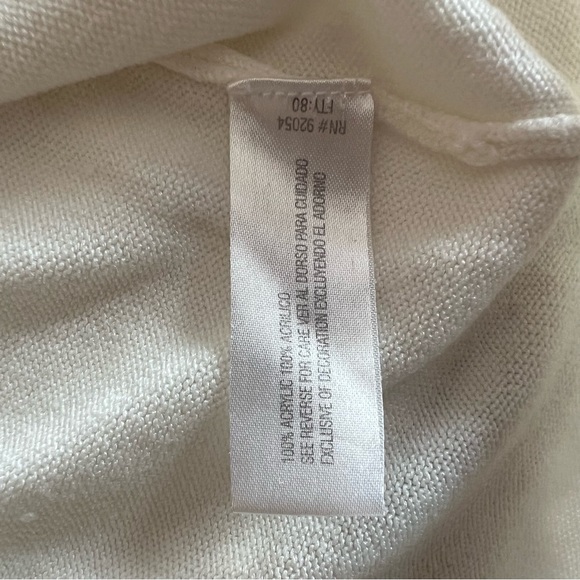 RN# 92054
FTY: 80
100% ACRYLIC 100% ACRILICO
SEE REVERSE FOR CARE VER AL DORSO PARA CUIDADO
EXCLUSIVE OF DECORATION EXCLUYENDO EL ADORNO